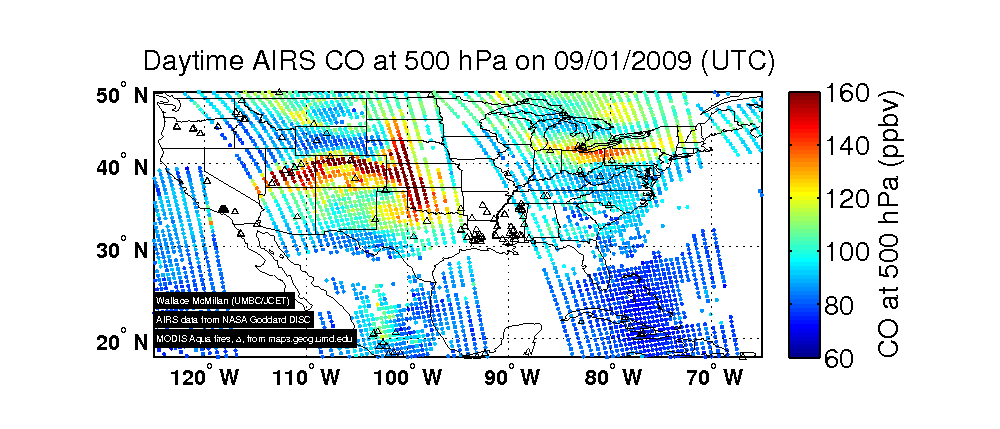 Daytime AIRS CO at 500 hPa on 09/01/2009 (UTC)
50° N
40° N
30° N
20° N
120° W
110° W
100° W
90° W
80° W
70° W
Wallace McMillan (UMBC/JCET)
AIRS data from NASA Goddard DISC
MODIS Aqua fires, △, from maps.geog.umd.edu
160
140
120
100
80
60
CO at 500 hPa (ppbv)